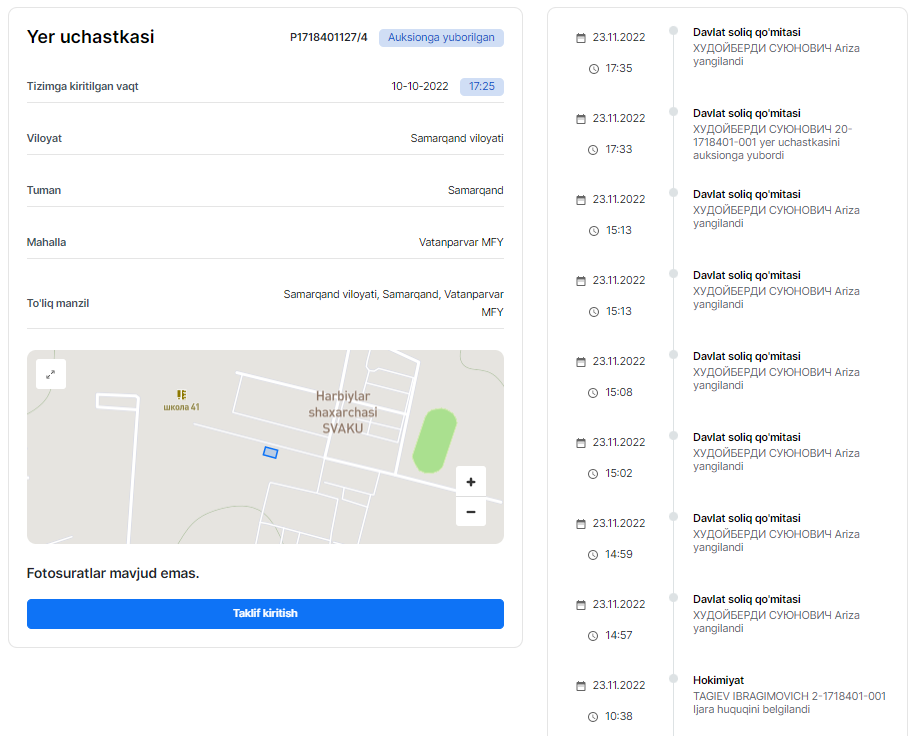 Yer uchastkasi
P1718401127/4
Auksionga yuborilgan
Tizimga kiritilgan vaqt
10-10-2022
17:25
Viloyat
Samarqand viloyati
Tuman
Samarqand
Mahalla
Vatanparvar MFY
To'liq manzil
Samarqand viloyati, Samarqand, Vatanparvar
MFY
школа 41
Harbiylar
shaxarchasi
SVAKU
+
−
Fotosuratlar mavjud emas.
Taklif kiritish
23.11.2022
17:35
Davlat soliq qo'mitasi
ХУДОЙБЕРДИ СУЮНОВИЧ Ariza
yangilandi
23.11.2022
17:33
Davlat soliq qo'mitasi
ХУДОЙБЕРДИ СУЮНОВИЧ 20-
1718401-001 yer uchastkasini
auksionga yubordi
23.11.2022
15:13
Davlat soliq qo'mitasi
ХУДОЙБЕРДИ СУЮНОВИЧ Ariza
yangilandi
23.11.2022
15:13
Davlat soliq qo'mitasi
ХУДОЙБЕРДИ СУЮНОВИЧ Ariza
yangilandi
23.11.2022
15:08
Davlat soliq qo'mitasi
ХУДОЙБЕРДИ СУЮНОВИЧ Ariza
yangilandi
23.11.2022
15:02
Davlat soliq qo'mitasi
ХУДОЙБЕРДИ СУЮНОВИЧ Ariza
yangilandi
23.11.2022
14:59
Davlat soliq qo'mitasi
ХУДОЙБЕРДИ СУЮНОВИЧ Ariza
yangilandi
23.11.2022
14:57
Davlat soliq qo'mitasi
ХУДОЙБЕРДИ СУЮНОВИЧ Ariza
yangilandi
23.11.2022
10:38
Hokimiyat
TAGIEV IBRAGIMOVICH 2-1718401-001
Ijara huquqini belgilandi